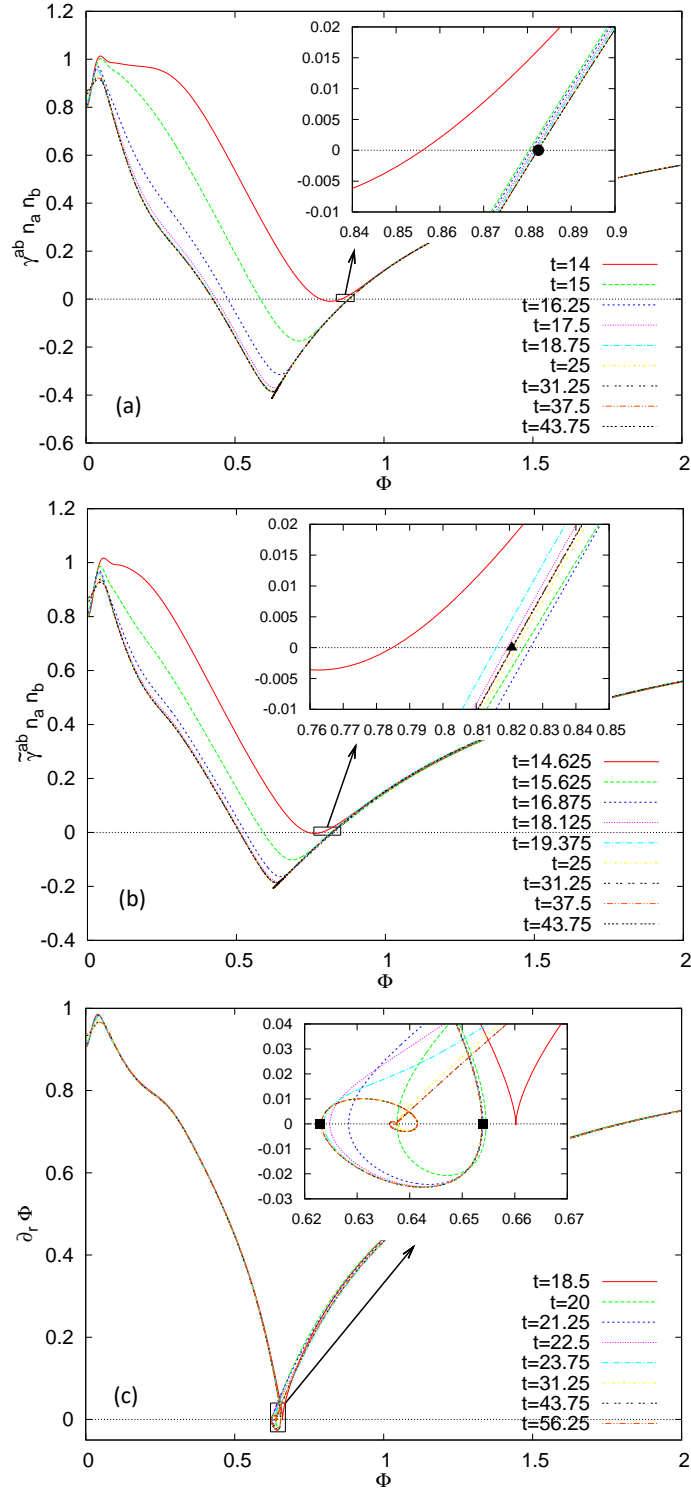 1.2
1
0.8
0.6
0.4
0.2
0
-0.2
-0.4
-0.6
γ^ab n_a n_b
0.02
0.015
0.01
0.005
0
-0.005
-0.01
0.84 0.85 0.86 0.87 0.88 0.89 0.9
t=14
t=15
t=16.25
t=17.5
t=18.75
t=25
t=31.25
t=37.5
t=43.75
(a)
0 0.5 1 1.5 2
Φ
1.2
1
0.8
0.6
0.4
0.2
0
-0.2
-0.4
γ̃^ab n_a n_b
0.02
0.015
0.01
0.005
0
-0.005
-0.01
0.76 0.77 0.78 0.79 0.8 0.81 0.82 0.83 0.84 0.85
t=14.625
t=15.625
t=16.875
t=18.125
t=19.375
t=25
t=31.25
t=37.5
t=43.75
(b)
0 0.5 1 1.5 2
Φ
1
0.8
0.6
0.4
0.2
0
∂_r Φ
0.04
0.03
0.02
0.01
0
-0.01
-0.02
-0.03
0.62 0.63 0.64 0.65 0.66 0.67
t=18.5
t=20
t=21.25
t=22.5
t=23.75
t=31.25
t=43.75
t=56.25
(c)
0 0.5 1 1.5 2
Φ